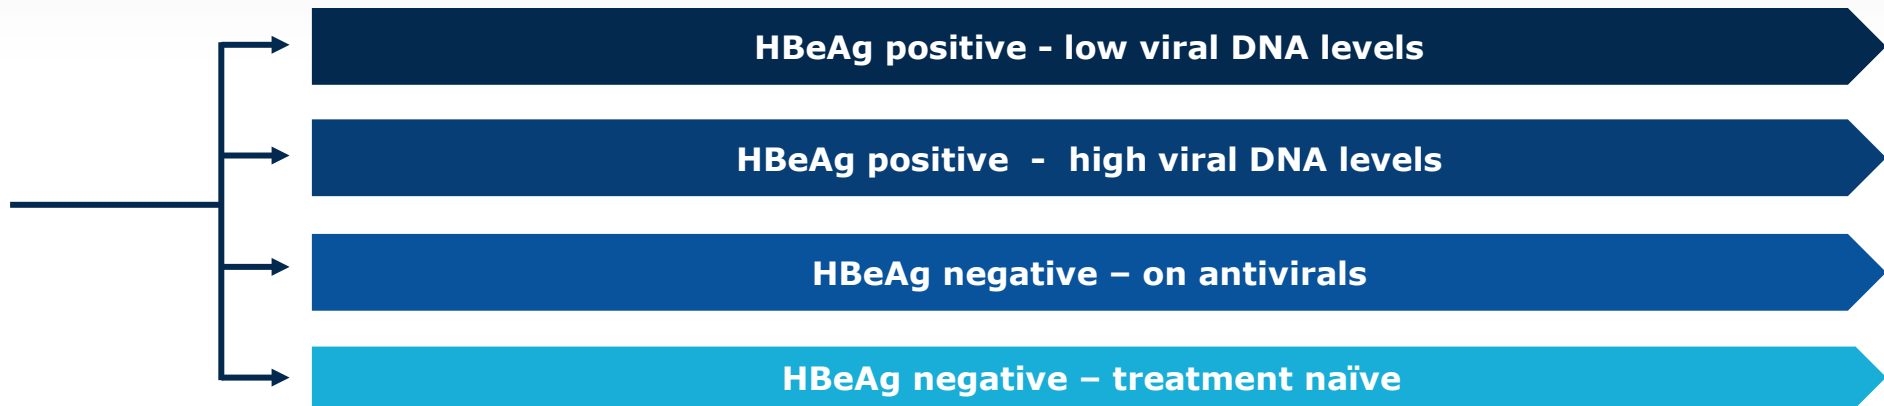 HBeAg positive – low viral DNA levels
HBeAg positive  –  high viral DNA levels
HBeAg negative – on antivirals
HBeAg negative – treatment naïve